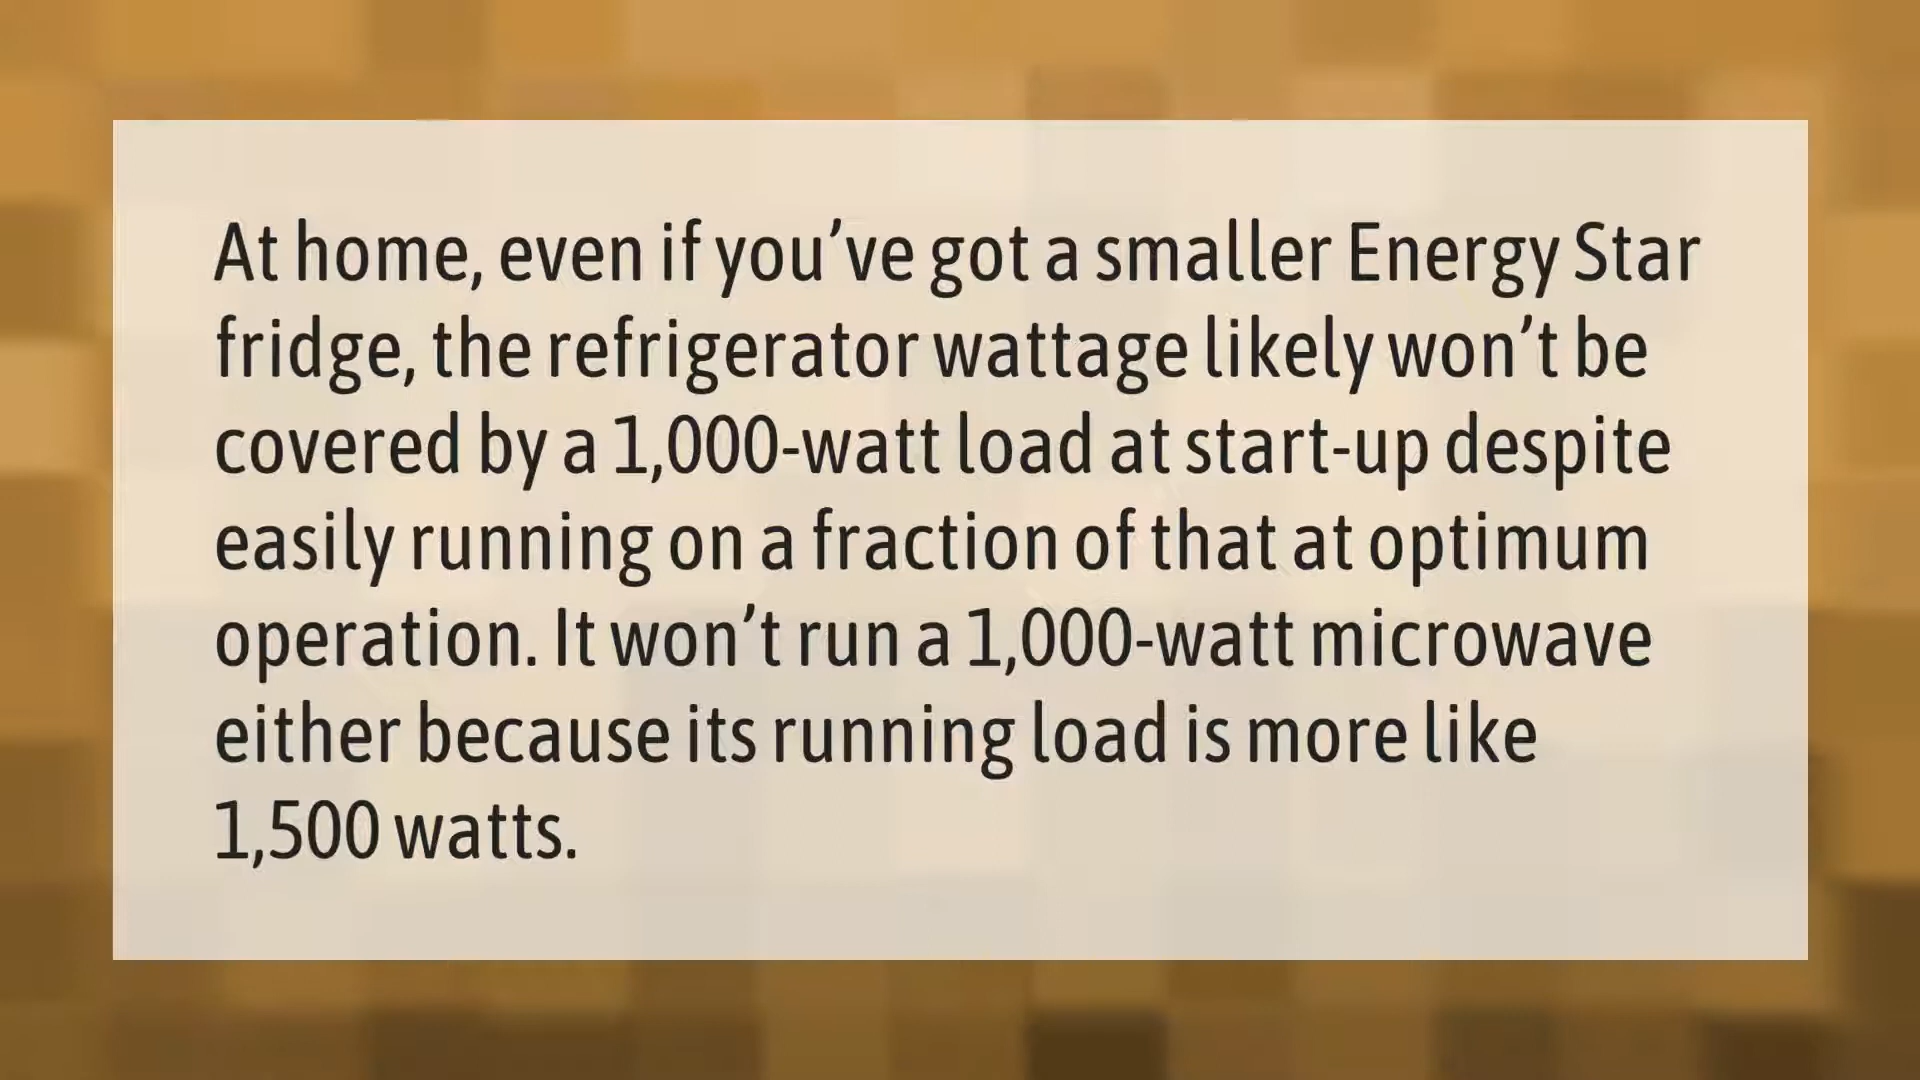 At home, even if you’ve got a smaller Energy Star
fridge, the refrigerator wattage likely won’t be
covered by a 1,000-watt load at start-up despite
easily running on a fraction of that at optimum
operation. It won’t run a 1,000-watt microwave
either because its running load is more like
1,500 watts.